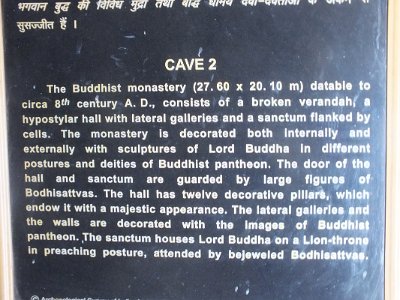 भगवान बुद्ध की विविध मुद्रा तथा बौद्ध धर्मीय देवी-देवताओं के अंकन से
सुसज्जीत हैं ।
CAVE 2
The Buddhist monastery (27.60 x 20.10 m) datable to
circa 8th century A. D., consists of a broken verandah, a
hypostylar hall with lateral galleries and a sanctum flanked by
cells. The monastery is decorated both internally and
externally with sculptures of Lord Buddha in different
postures and deities of Buddhist pantheon. The door of the
hall and sanctum are guarded by large figures of
Bodhisattvas. The hall has twelve decorative pillars, which
endow it with a majestic appearance. The lateral galleries and
the walls are decorated with the images of Buddhist
pantheon. The sanctum houses Lord Buddha on a Lion-throne
in preaching posture, attended by bejeweled Bodhisattvas.
© Archaeological Survey of